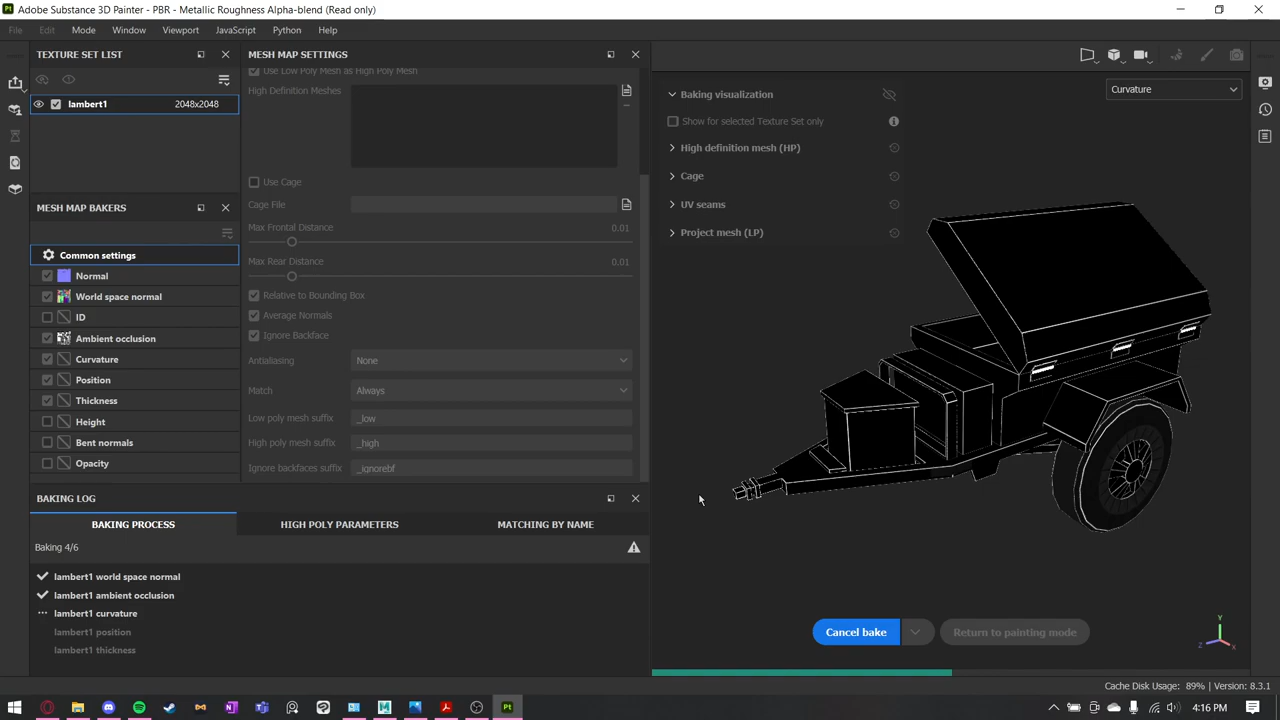 Pt Adobe Substance 3D Painter - PBR - Metallic Roughness Alpha-blend (Read only)
File Edit Mode Window Viewport JavaScript Python Help
TEXTURE SET LIST
lambert1 2048x2048
MESH MAP BAKERS
Common settings
Normal
World space normal
ID
Ambient occlusion
Curvature
Position
Thickness
Height
Bent normals
Opacity
MESH MAP SETTINGS
Use Low Poly Mesh as High Poly Mesh
High Definition Meshes
Use Cage
Cage File
Max Frontal Distance 0.01
Max Rear Distance 0.01
Relative to Bounding Box
Average Normals
Ignore Backface
Antialiasing None
Match Always
Low poly mesh suffix _low
High poly mesh suffix _high
Ignore backfaces suffix _ignorebf
BAKING LOG
BAKING PROCESS HIGH POLY PARAMETERS MATCHING BY NAME
Baking 4/6
lambert1 world space normal
lambert1 ambient occlusion
lambert1 curvature
lambert1 position
lambert1 thickness
Baking visualization
Show for selected Texture Set only
High definition mesh (HP)
Cage
UV seams
Project mesh (LP)
Curvature
Cancel bake Return to painting mode
Y
Z X
Cache Disk Usage: 89% | Version: 8.3.1
Pt
4:16 PM